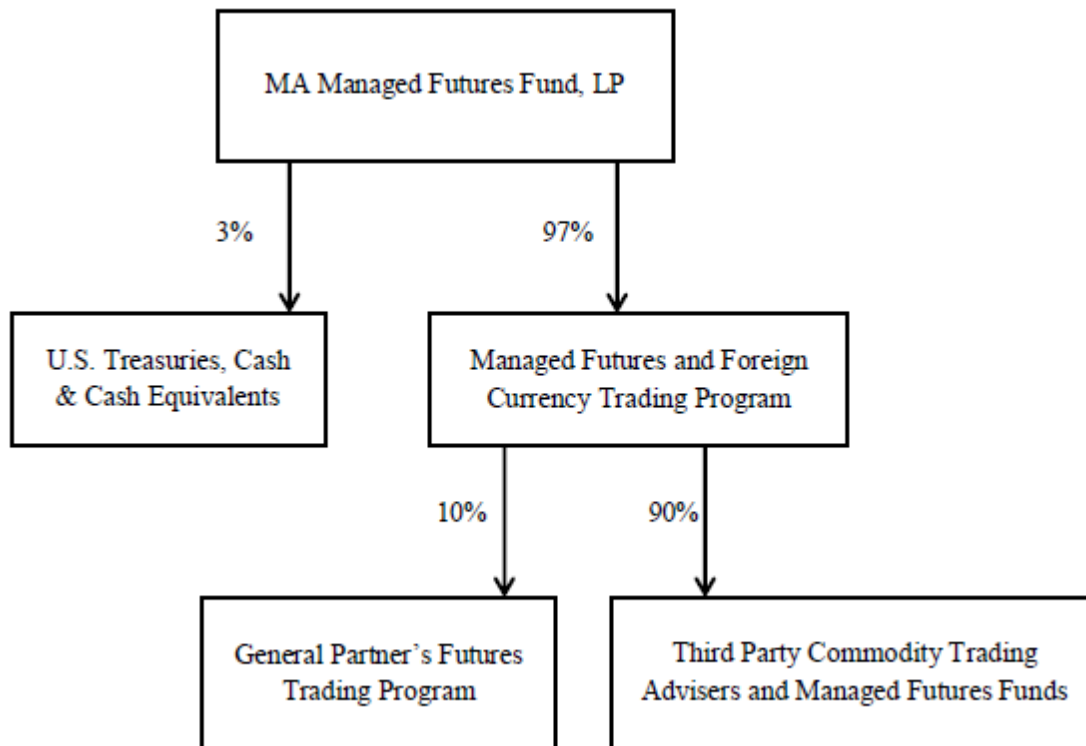 MA Managed Futures Fund, LP
3%
97%
U.S. Treasuries, Cash
& Cash Equivalents
Managed Futures and Foreign
Currency Trading Program
10%
90%
General Partner’s Futures
Trading Program
Third Party Commodity Trading
Advisers and Managed Futures Funds